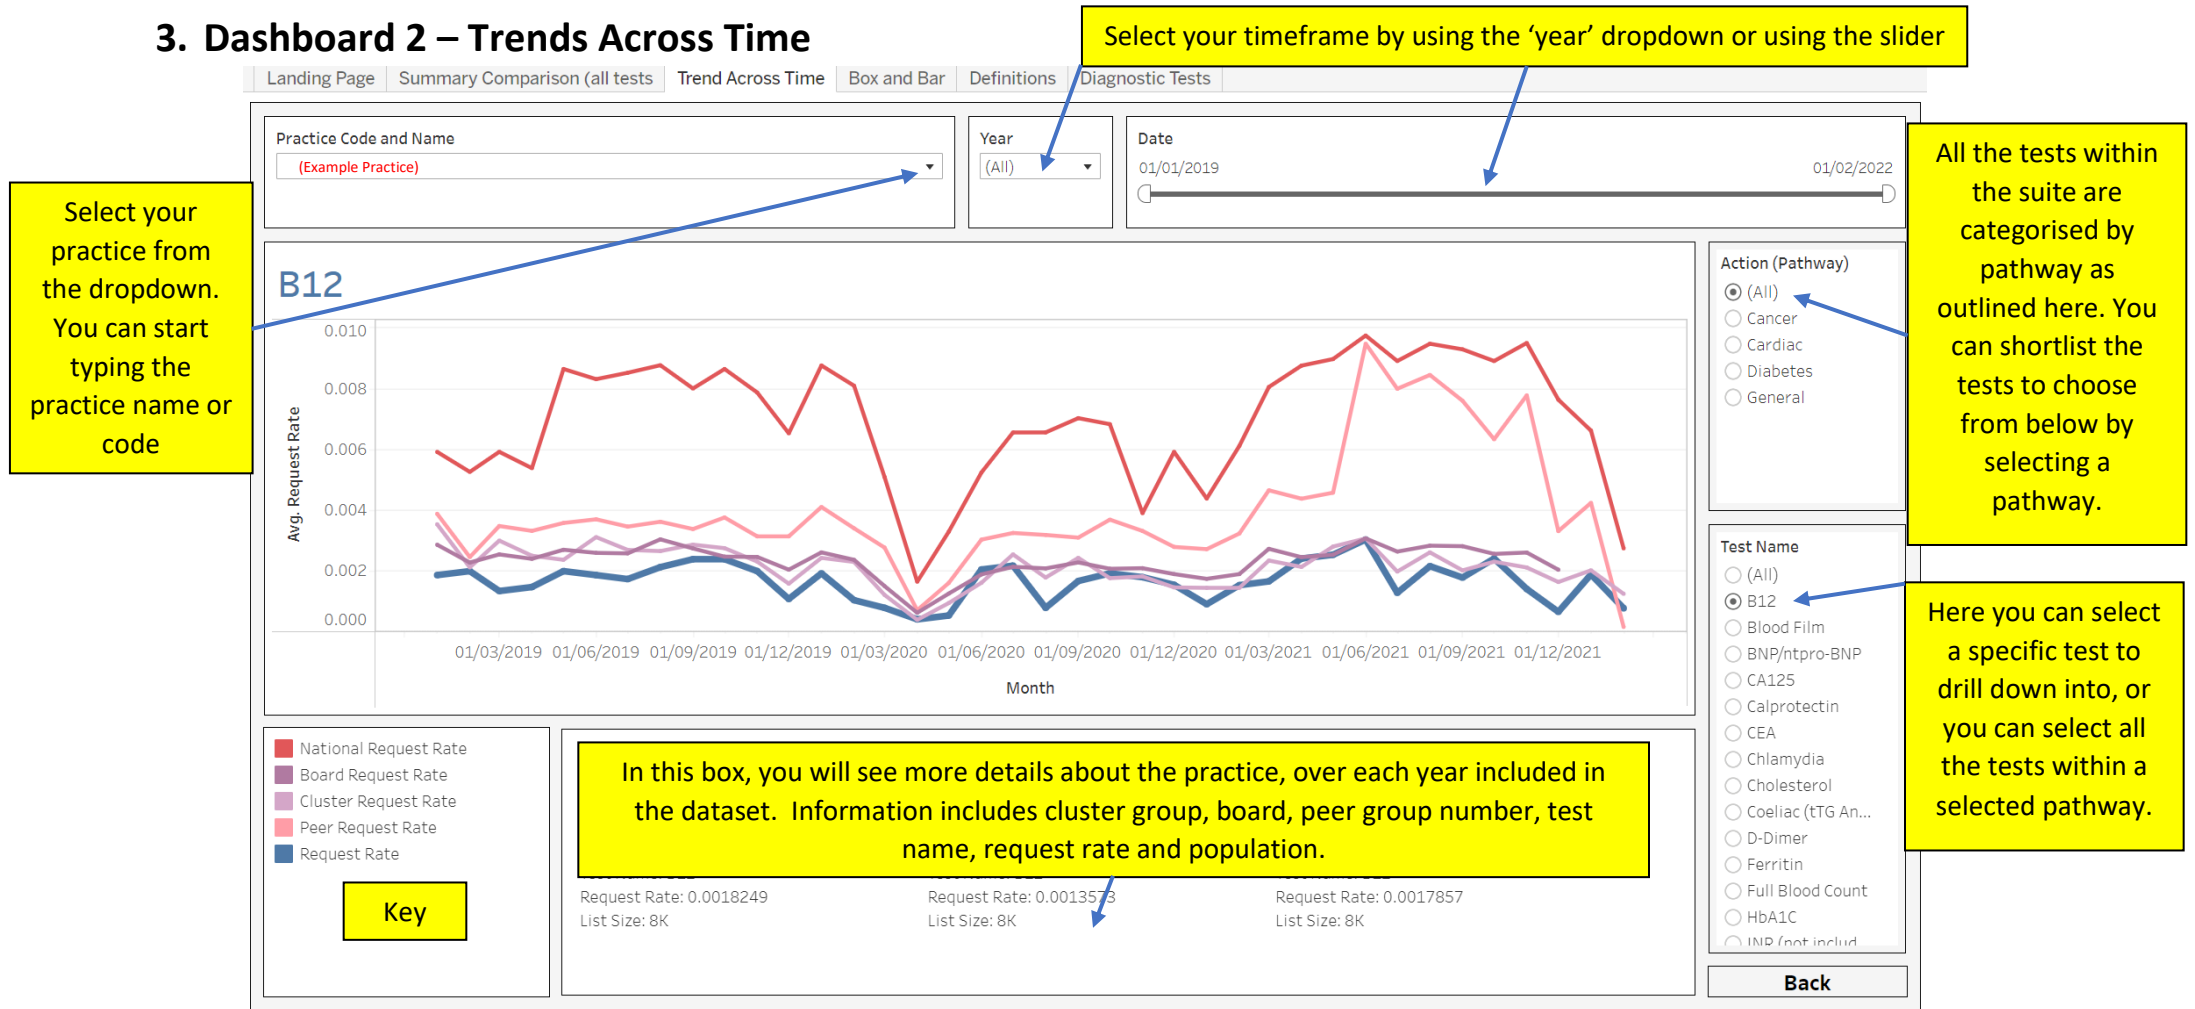 3. Dashboard 2 – Trends Across Time
Select your timeframe by using the ‘year’ dropdown or using the slider
Landing Page
Summary Comparison (all tests
Trend Across Time
Box and Bar
Definitions
Diagnostic Tests
Practice Code and Name
(Example Practice)
Year
(All)
Date
01/01/2019
01/02/2022
Select your
practice from
the dropdown.
You can start
typing the
practice name or
code
All the tests within
the suite are
categorised by
pathway as
outlined here. You
can shortlist the
tests to choose
from below by
selecting a
pathway.
B12
0.010
0.008
0.006
0.004
0.002
0.000
Avg. Request Rate
01/03/2019 01/06/2019 01/09/2019 01/12/2019 01/03/2020 01/06/2020 01/09/2020 01/12/2020 01/03/2021 01/06/2021 01/09/2021 01/12/2021
Month
Action (Pathway)
(All)
Cancer
Cardiac
Diabetes
General
Test Name
(All)
B12
Blood Film
BNP/ntpro-BNP
CA125
Calprotectin
CEA
Chlamydia
Cholesterol
Coeliac (tTG An...
D-Dimer
Ferritin
Full Blood Count
HbA1C
INR (not includ
Here you can select
a specific test to
drill down into, or
you can select all
the tests within a
selected pathway.
National Request Rate
Board Request Rate
Cluster Request Rate
Peer Request Rate
Request Rate
Key
In this box, you will see more details about the practice, over each year included in
the dataset. Information includes cluster group, board, peer group number, test
name, request rate and population.
Request Rate: 0.0018249
List Size: 8K
Request Rate: 0.0013573
List Size: 8K
Request Rate: 0.0017857
List Size: 8K
Back